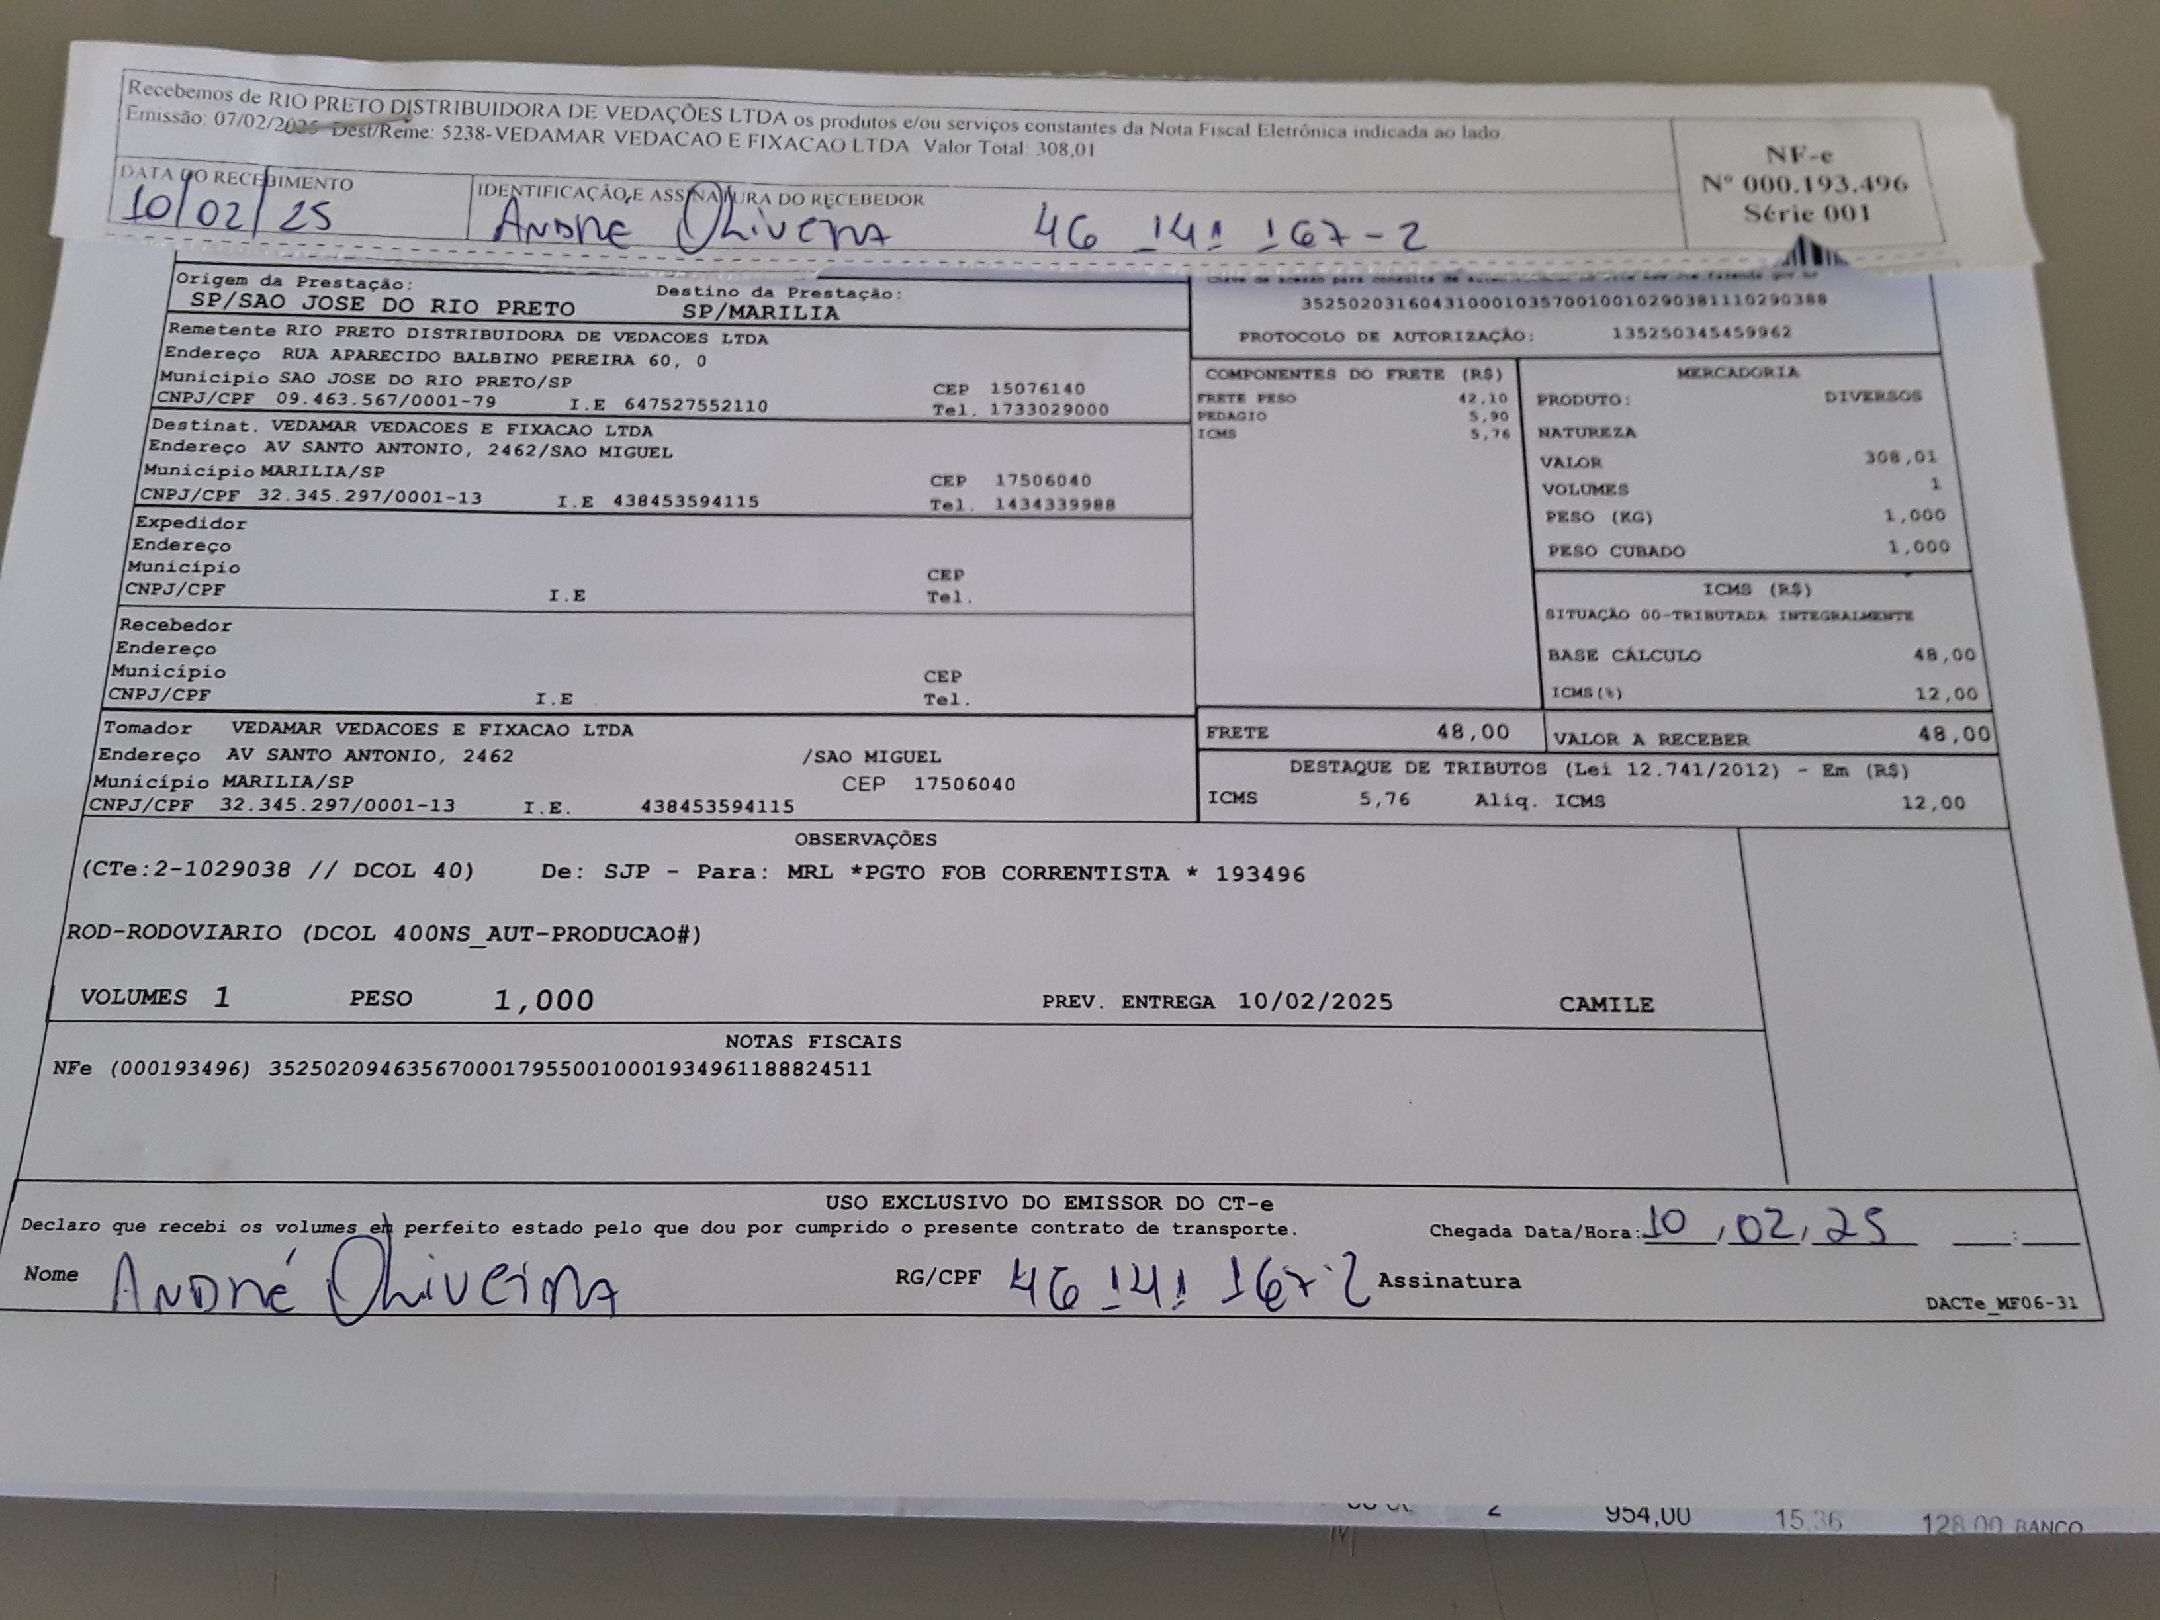 Recebemos de RIO PRETO DISTRIBUIDORA DE VEDAÇÕES LTDA os produtos e/ou serviços constantes da Nota Fiscal Eletrônica indicada ao lado.
Emissão: 07/02/2025 Dest/Reme: 5238-VEDAMAR VEDACAO E FIXACAO LTDA Valor Total: 308,01
NF-e
Nº 000.193.496
Série 001
DATA DO RECEBIMENTO
10/02/25
IDENTIFICAÇÃO E ASSINATURA DO RECEBEDOR
André Oliveira 46 141 167-2
Chave de acesso para consulta de
fazenda.gov.br
35250203160431000103570010010290381110290388
PROTOCOLO DE AUTORIZAÇÃO: 135250345459962
Origem da Prestação: Destino da Prestação:
SP/SAO JOSE DO RIO PRETO SP/MARILIA
Remetente RIO PRETO DISTRIBUIDORA DE VEDACOES LTDA
Endereço RUA APARECIDO BALBINO PEREIRA 60, 0
Município SAO JOSE DO RIO PRETO/SP CEP 15076140
CNPJ/CPF 09.463.567/0001-79 I.E 647527552110 Tel. 1733029000
Destinat. VEDAMAR VEDACOES E FIXACAO LTDA
Endereço AV SANTO ANTONIO, 2462/SAO MIGUEL
Município MARILIA/SP CEP 17506040
CNPJ/CPF 32.345.297/0001-13 I.E 438453594115 Tel. 1434339988
Expedidor
Endereço
Município CEP
CNPJ/CPF I.E Tel.
Recebedor
Endereço
Município CEP
CNPJ/CPF I.E Tel.
Tomador VEDAMAR VEDACOES E FIXACAO LTDA
Endereço AV SANTO ANTONIO, 2462 /SAO MIGUEL
Município MARILIA/SP CEP 17506040
CNPJ/CPF 32.345.297/0001-13 I.E. 438453594115
COMPONENTES DO FRETE (R$)
FRETE PESO 42,10
PEDAGIO 5,90
ICMS 5,76
MERCADORIA
PRODUTO: DIVERSOS
NATUREZA
VALOR 308,01
VOLUMES 1
PESO (KG) 1,000
PESO CUBADO 1,000
ICMS (R$)
SITUAÇÃO 00-TRIBUTADA INTEGRALMENTE
BASE CÁLCULO 48,00
ICMS(%) 12,00
FRETE 48,00 VALOR A RECEBER 48,00
DESTAQUE DE TRIBUTOS (Lei 12.741/2012) - Em (R$)
ICMS 5,76 Aliq. ICMS 12,00
OBSERVAÇÕES
(CTe:2-1029038 // DCOL 40) De: SJP - Para: MRL *PGTO FOB CORRENTISTA * 193496
ROD-RODOVIARIO (DCOL 400NS_AUT-PRODUCAO#)
VOLUMES 1 PESO 1,000 PREV. ENTREGA 10/02/2025 CAMILE
NOTAS FISCAIS
NFe (000193496) 35250209463567000179550010001934961188824511
USO EXCLUSIVO DO EMISSOR DO CT-e
Declaro que recebi os volumes em perfeito estado pelo que dou por cumprido o presente contrato de transporte. Chegada Data/Hora: 10,02,25 __:__
Nome André Oliveira RG/CPF 46 141 167-2 Assinatura
DACTe_MF06-31
2 954,00 15,36 128,00 BANCO